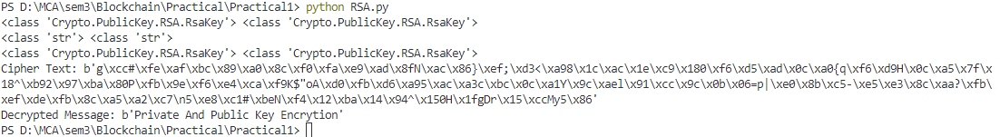 PS D:\MCA\sem3\Blockchain\Practical\Practical1> python RSA.py
<class 'Crypto.PublicKey.RSA.RsaKey'> <class 'Crypto.PublicKey.RSA.RsaKey'>
<class 'str'> <class 'str'>
<class 'Crypto.PublicKey.RSA.RsaKey'> <class 'Crypto.PublicKey.RSA.RsaKey'>
Cipher Text: b'g\xcc#\xfe\xaf\xbc\x89\xa0\x8c\xf0\xfa\xe9\xad\x8fN\xac\x86}\xef;\xd3<\xa98\x1c\xac\x1e\xc9\x180\xf6\xd5\xad\x0c\xa0{q\xf6\xd9H\x0c\xa5\x7f\x
18^\xb92\x97\xba\x80P\xfb\x9e\xf6\xe4\xca\xf9K$"oA\xd0\xfb\xd6\xa95\xac\xa3c\xbc\x0c\xa1Y\x9c\xael\x91\xcc\x9c\x0b\x06=p|\xe0\x8b\xc5-\xe5\xe3\x8c\xaa?\xfb\
xef\xde\xfb\x8c\xa5\xa2\xc7\n5\xe8\xc1#\xbeN\xf4\x12\xba\x14\x94^\x150H\x1fgDr\x15\xccMy5\x86'
Decrypted Message: b'Private And Public Key Encrytion'
PS D:\MCA\sem3\Blockchain\Practical\Practical1>